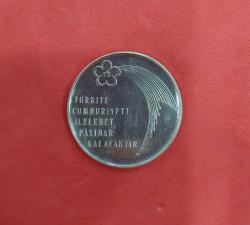 TÜRKİYE
CUMHURİYETİ
İLELEBET
PAYİDAR
KALACAKTIR